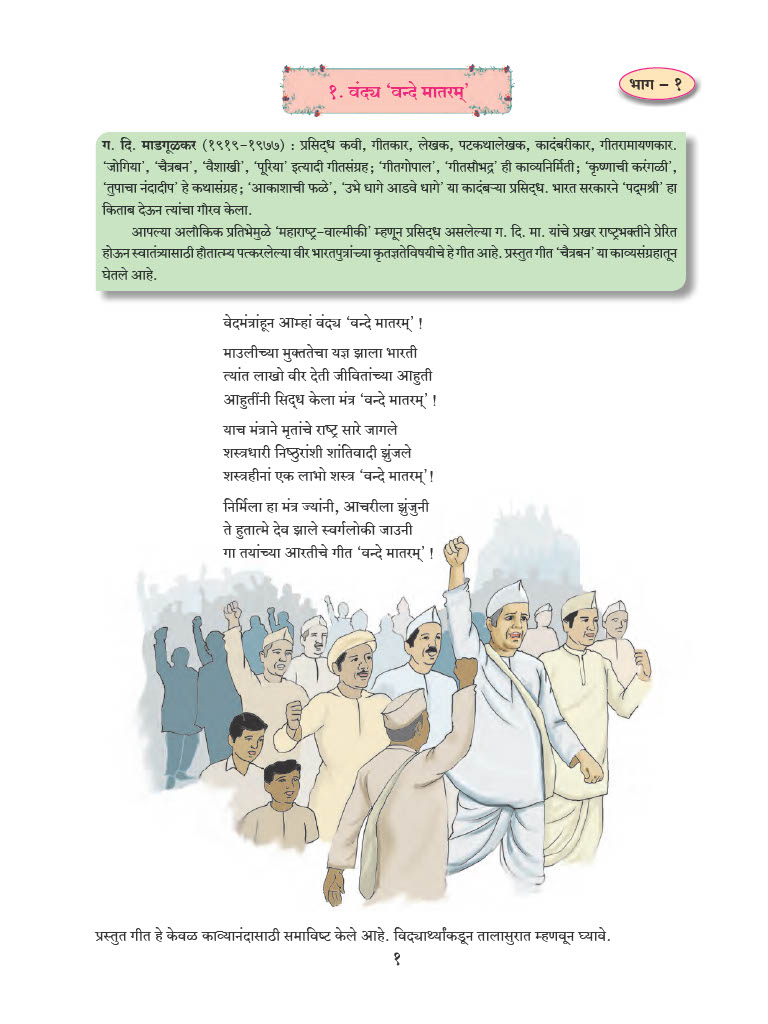 १. वंद्य ‘वन्दे मातरम्’
भाग – १
ग. दि. माडगूळकर (१९१९-१९७७) : प्रसिद्ध कवी, गीतकार, लेखक, पटकथालेखक, कादंबरीकार, गीतरामायणकार.
‘जोगिया’, ‘चैत्रबन’, ‘वैशाखी’, ‘पूरिया’ इत्यादी गीतसंग्रह; ‘गीतगोपाल’, ‘गीतसौभद्र’ ही काव्यनिर्मिती; ‘कृष्णाची करंगळी’,
‘तुपाचा नंदादीप’ हे कथासंग्रह; ‘आकाशाची फळे’, ‘उभे धागे आडवे धागे’ या कादंबऱ्या प्रसिद्ध. भारत सरकारने ‘पद्मश्री’ हा
किताब देऊन त्यांचा गौरव केला.
आपल्या अलौकिक प्रतिभेमुळे ‘महाराष्ट्र-वाल्मीकी’ म्हणून प्रसिद्ध असलेल्या ग. दि. मा. यांचे प्रखर राष्ट्रभक्तीने प्रेरित
होऊन स्वातंत्र्यासाठी हौतात्म्य पत्करलेल्या वीर भारतपुत्रांच्या कृतज्ञतेविषयीचे हे गीत आहे. प्रस्तुत गीत ‘चैत्रबन’ या काव्यसंग्रहातून
घेतले आहे.
वेदमंत्रांहून आम्हां वंद्य ‘वन्दे मातरम्’ !
माउलीच्या मुक्ततेचा यज्ञ झाला भारती
त्यांत लाखो वीर देती जीवितांच्या आहुती
आहुतींनी सिद्ध केला मंत्र ‘वन्दे मातरम्’ !
याच मंत्राने मृतांचे राष्ट्र सारे जागले
शस्त्रधारी निष्ठुरांशी शांतिवादी झुंजले
शस्त्रहीनां एक लाभो शस्त्र ‘वन्दे मातरम्’!
निर्मिला हा मंत्र ज्यांनी, आचरीला झुंजुनी
ते हुतात्मे देव झाले स्वर्गलोकी जाउनी
गा तयांच्या आरतीचे गीत ‘वन्दे मातरम्’ !
प्रस्तुत गीत हे केवळ काव्यानंदासाठी समाविष्ट केले आहे. विद्यार्थ्यांकडून तालासुरात म्हणवून घ्यावे.
१